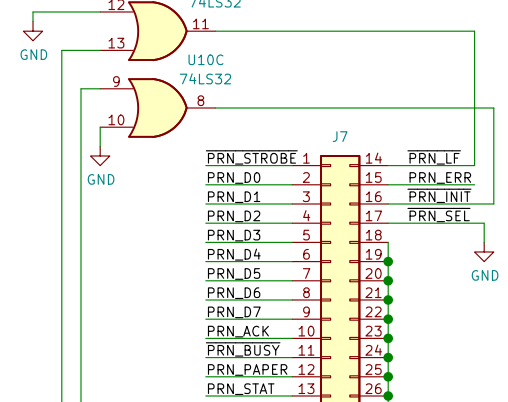 74LS32
12
11
GND
13
U10C
74LS32
9
8
10
GND
J7
PRN_STROBE 1 14 PRN_LF
PRN_D0 2 15 PRN_ERR
PRN_D1 3 16 PRN_INIT
PRN_D2 4 17 PRN_SEL
PRN_D3 5 18
PRN_D4 6 19
GND
PRN_D5 7 20
PRN_D6 8 21
PRN_D7 9 22
PRN_ACK 10 23
PRN_BUSY 11 24
PRN_PAPER 12 25
PRN_STAT 13 26